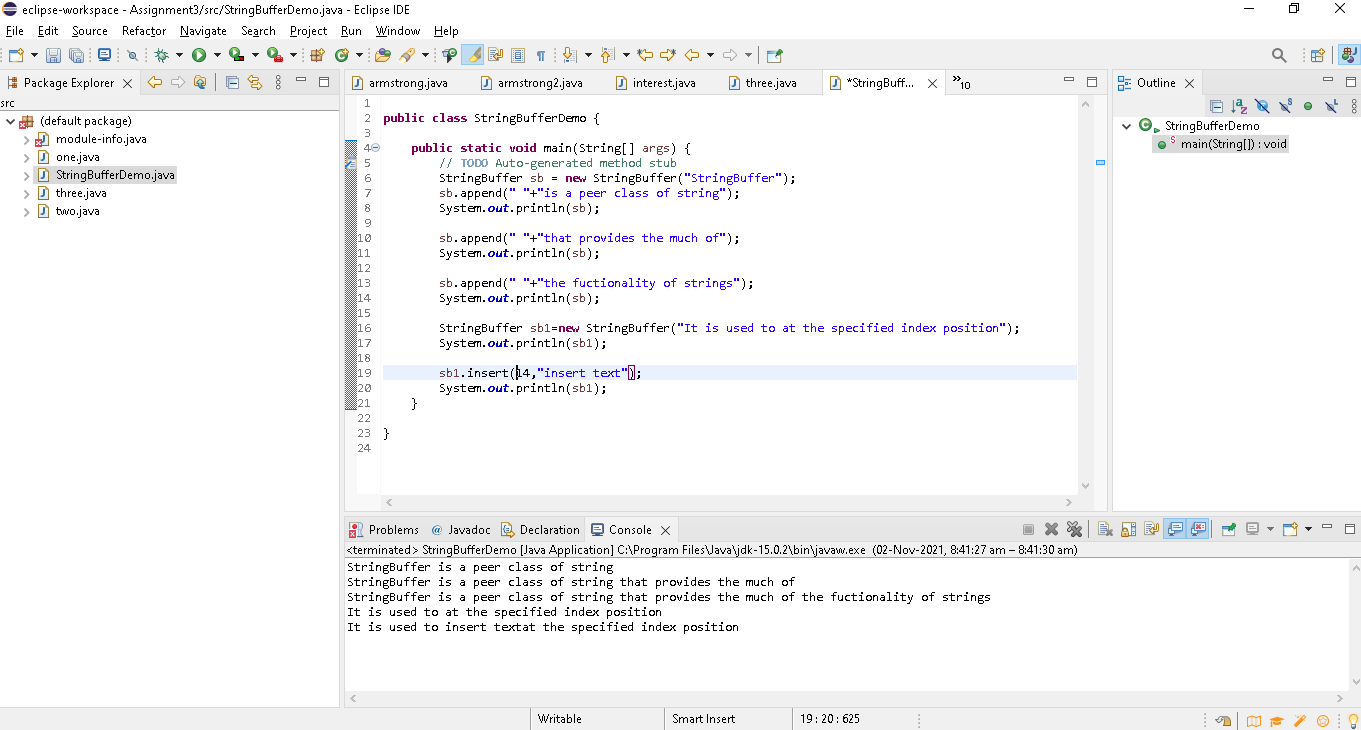 eclipse-workspace - Assignment3/src/StringBufferDemo.java - Eclipse IDE
File Edit Source Refactor Navigate Search Project Run Window Help
Package Explorer
src
(default package)
module-info.java
one.java
StringBufferDemo.java
three.java
two.java
armstrong.java armstrong2.java interest.java three.java *StringBuff... »10
1
2 public class StringBufferDemo {
3
4 public static void main(String[] args) {
5 // TODO Auto-generated method stub
6 StringBuffer sb = new StringBuffer("StringBuffer");
7 sb.append(" "+"is a peer class of string");
8 System.out.println(sb);
9
10 sb.append(" "+"that provides the much of");
11 System.out.println(sb);
12
13 sb.append(" "+"the fuctionality of strings");
14 System.out.println(sb);
15
16 StringBuffer sb1=new StringBuffer("It is used to at the specified index position");
17 System.out.println(sb1);
18
19 sb1.insert(14,"insert text");
20 System.out.println(sb1);
21 }
22
23 }
24
Outline
StringBufferDemo
main(String[]) : void
Problems @ Javadoc Declaration Console
<terminated> StringBufferDemo [Java Application] C:\Program Files\Java\jdk-15.0.2\bin\javaw.exe (02-Nov-2021, 8:41:27 am – 8:41:30 am)
StringBuffer is a peer class of string
StringBuffer is a peer class of string that provides the much of
StringBuffer is a peer class of string that provides the much of the fuctionality of strings
It is used to at the specified index position
It is used to insert textat the specified index position
Writable Smart Insert 19 : 20 : 625